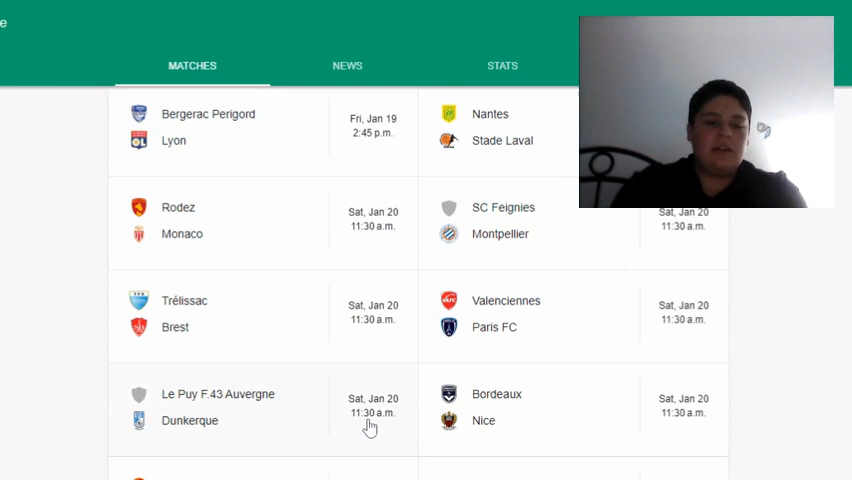 e
MATCHES
NEWS
STATS
Bergerac Perigord
Lyon
Fri, Jan 19
2:45 p.m.
Nantes
Stade Laval
Rodez
Monaco
Sat, Jan 20
11:30 a.m.
SC Feignies
Montpellier
Sat, Jan 20
11:30 a.m.
Trélissac
Brest
Sat, Jan 20
11:30 a.m.
Valenciennes
Paris FC
Sat, Jan 20
11:30 a.m.
Le Puy F.43 Auvergne
Dunkerque
Sat, Jan 20
11:30 a.m.
Bordeaux
Nice
Sat, Jan 20
11:30 a.m.